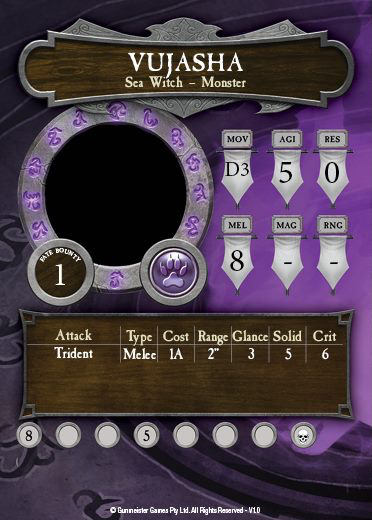 VUJASHA
Sea Witch - Monster
MOV AGI RES
D3 5 0
MEL MAG RNG
8 - -
FATE BOUNTY
1
Attack Type Cost Range Glance Solid Crit
Trident Melee 1A 2" 3 5 6
8 5
© Gunmeister Games Pty Ltd. All Rights Reserved - V1.0